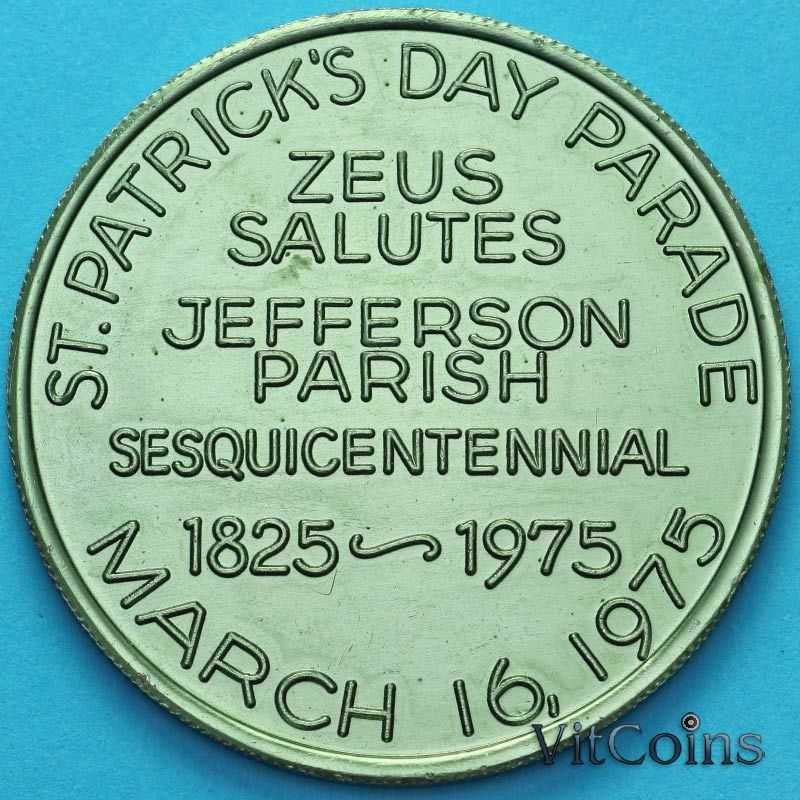 ST. PATRICK'S DAY PARADE
ZEUS
SALUTES
JEFFERSON
PARISH
SESQUICENTENNIAL
1825~1975
MARCH 16, 1975
VitCoins